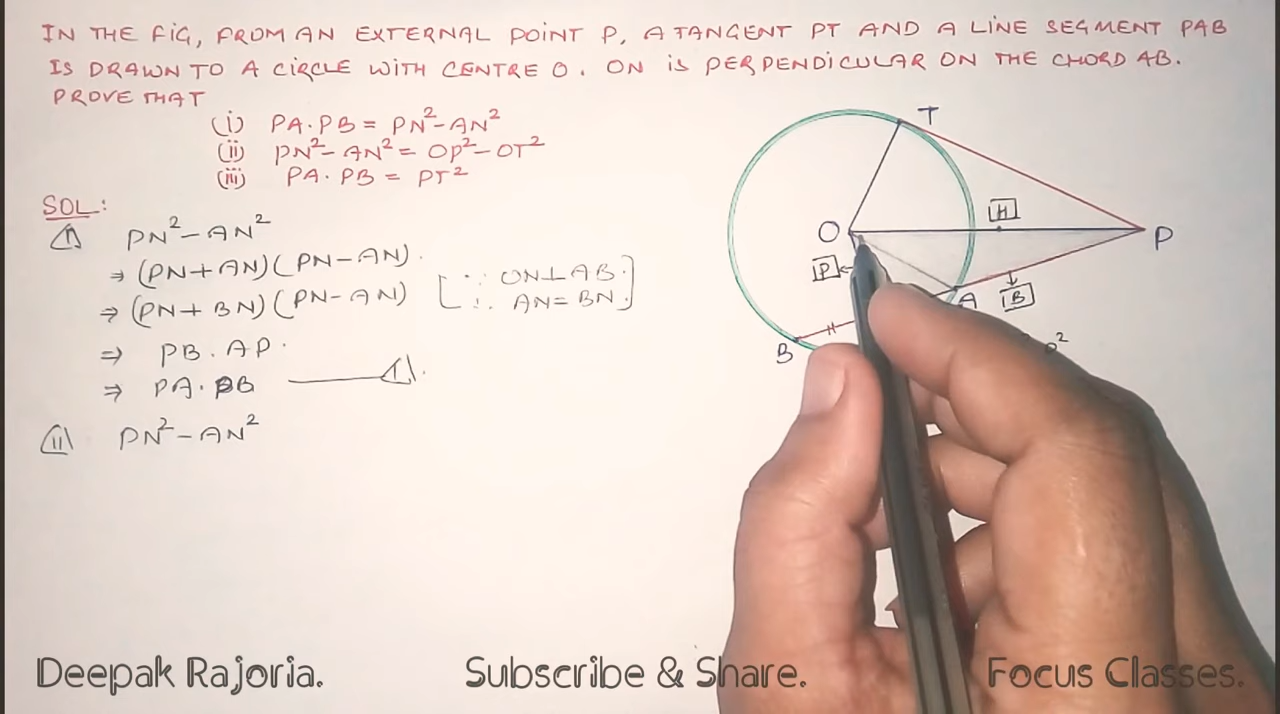 IN THE FIG, FROM AN EXTERNAL POINT P, A TANGENT PT AND A LINE SEGMENT PAB
IS DRAWN TO A CIRCLE WITH CENTRE O. ON IS PERPENDICULAR ON THE CHORD AB.
PROVE THAT
(i) PA·PB = PN²-AN²
(ii) PN²-AN² = OP²-OT²
(iii) PA·PB = PT²
SOL:
(i) PN²-AN²
⇒ (PN+AN)(PN-AN).
⇒ (PN+BN)(PN-AN) [∵ ON⊥AB.
∴ AN=BN.]
⇒ PB·AP.
⇒ PA·PB —— (1).
(ii) PN²-AN²
T
H
O
P
P
A
B
B
Deepak Rajoria.
Subscribe & Share.
Focus Classes.